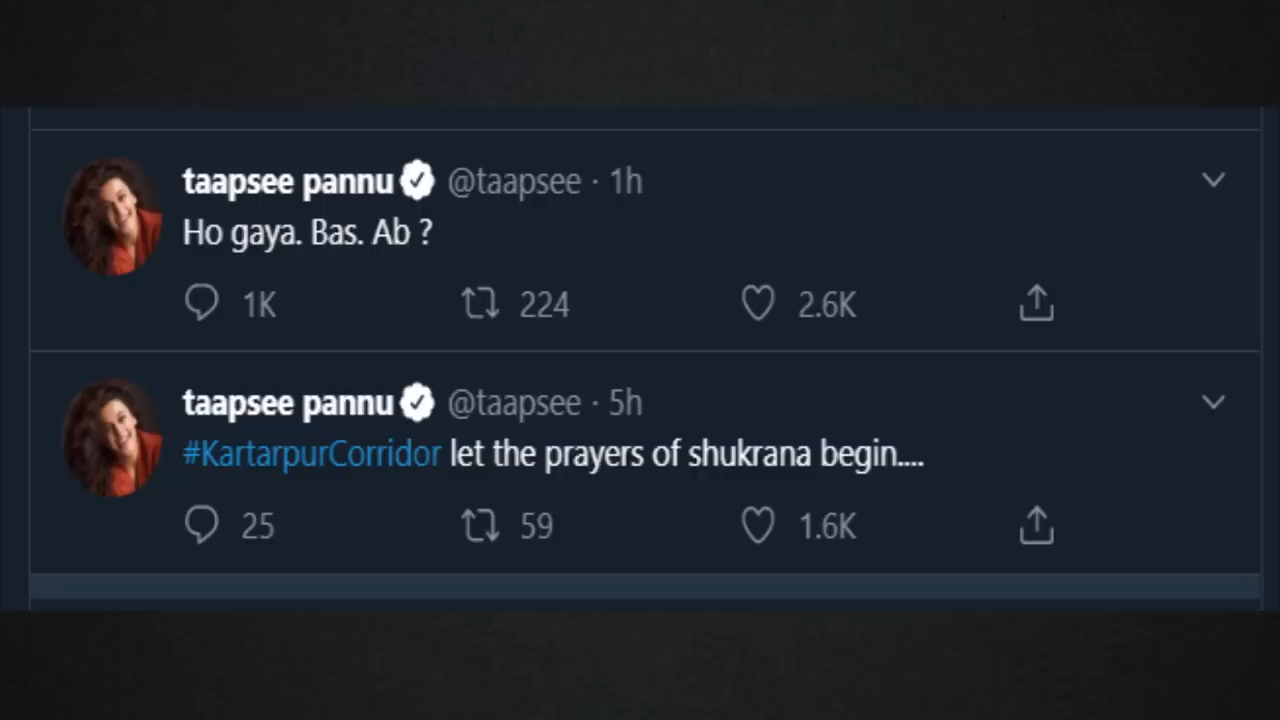 taapsee pannu @taapsee · 1h
Ho gaya. Bas. Ab ?
1K 224 2.6K
taapsee pannu @taapsee · 5h
#KartarpurCorridor let the prayers of shukrana begin....
25 59 1.6K